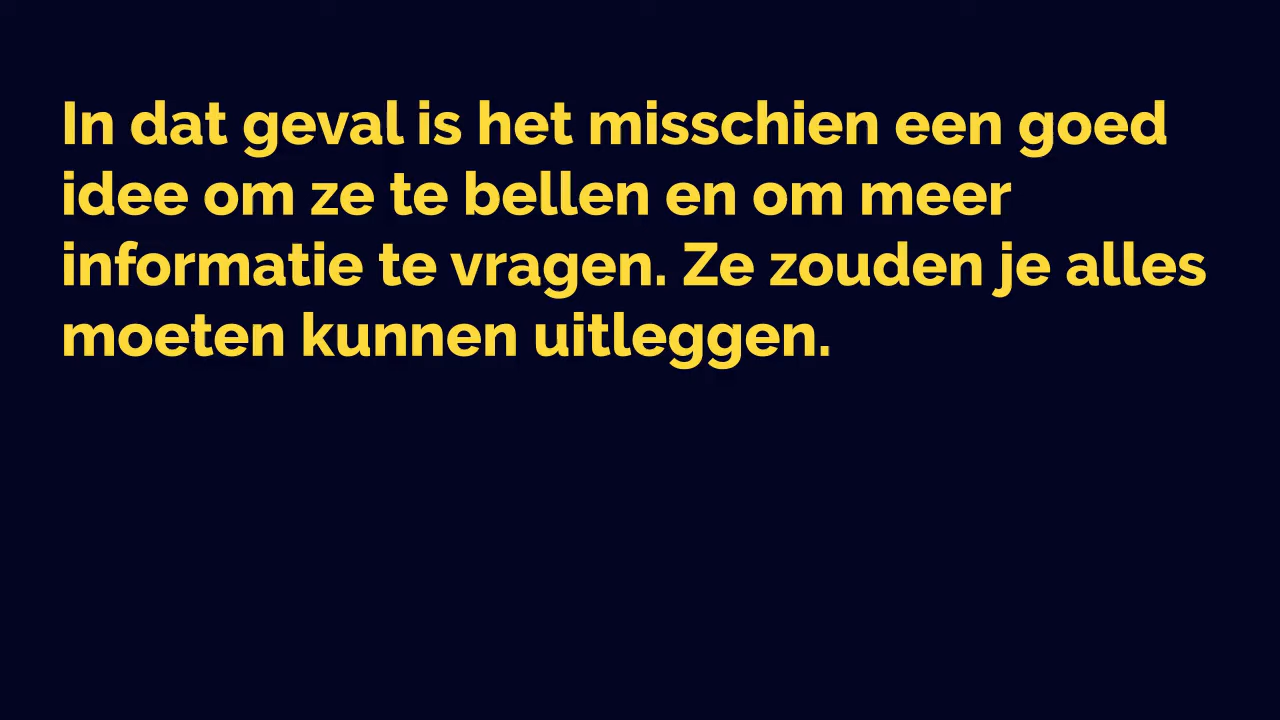 In dat geval is het misschien een goed
idee om ze te bellen en om meer
informatie te vragen. Ze zouden je alles
moeten kunnen uitleggen.